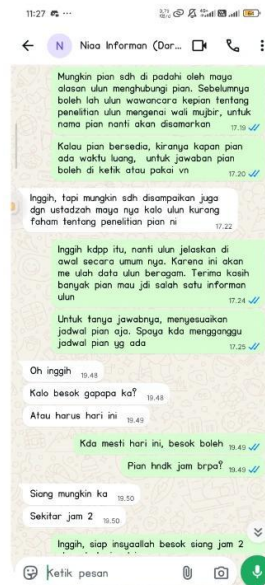 11:27
N Niaa Informan (Dar...
Mungkin pian sdh di padahi oleh maya
alasan ulun menghubungi pian. Sebelumnya
boleh lah ulun wawancara kepian tentang
penelitian ulun mengenai wali mujbir, untuk
nama pian nanti akan disamarkan
17.19
Kalau pian bersedia, kiranya kapan pian
ada waktu luang, untuk jawaban pian
boleh di ketik atau pakai vn
17.20
Inggih, tapi mungkin sdh disampaikan juga
dgn ustadzah maya nya kalo ulun kurang
faham tentang penelitian pian ni
17.22
Inggih kdpp itu, nanti ulun jelaskan di
awal secara umum nya. Karena ini akan
me ulah data ulun beragam. Terima kasih
banyak pian mau jdi salah satu informan
ulun
17.24
Untuk tanya jawabnya, menyesuaikan
jadwal pian aja. Spaya kda mengganggu
jadwal pian yg ada
17.25
Oh inggih 19.48
Kalo besok gapapa ka? 19.48
Atau harus hari ini 19.49
Kda mesti hari ini, besok boleh 19.49
Pian hndk jam brpa? 19.49
Siang mungkin ka 19.50
Sekitar jam 2 19.50
Inggih, siap insyaallah besok siang jam 2
Ketik pesan